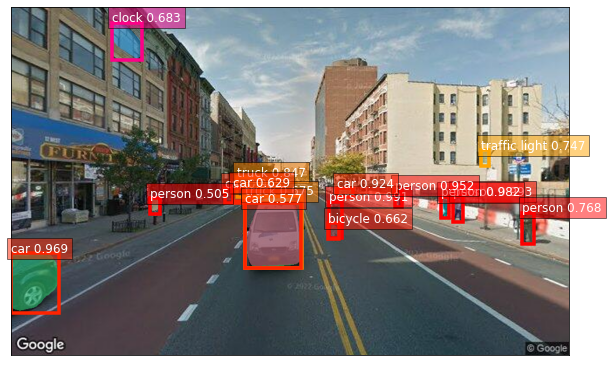 clock 0.683
traffic light 0.747
FURN
truck 0.847
car 0.629
car 0.924
person 0.952
person 0.505
car 0.577
person 0.991
person 0.768
bicycle 0.662
car 0.969
Google
© Google